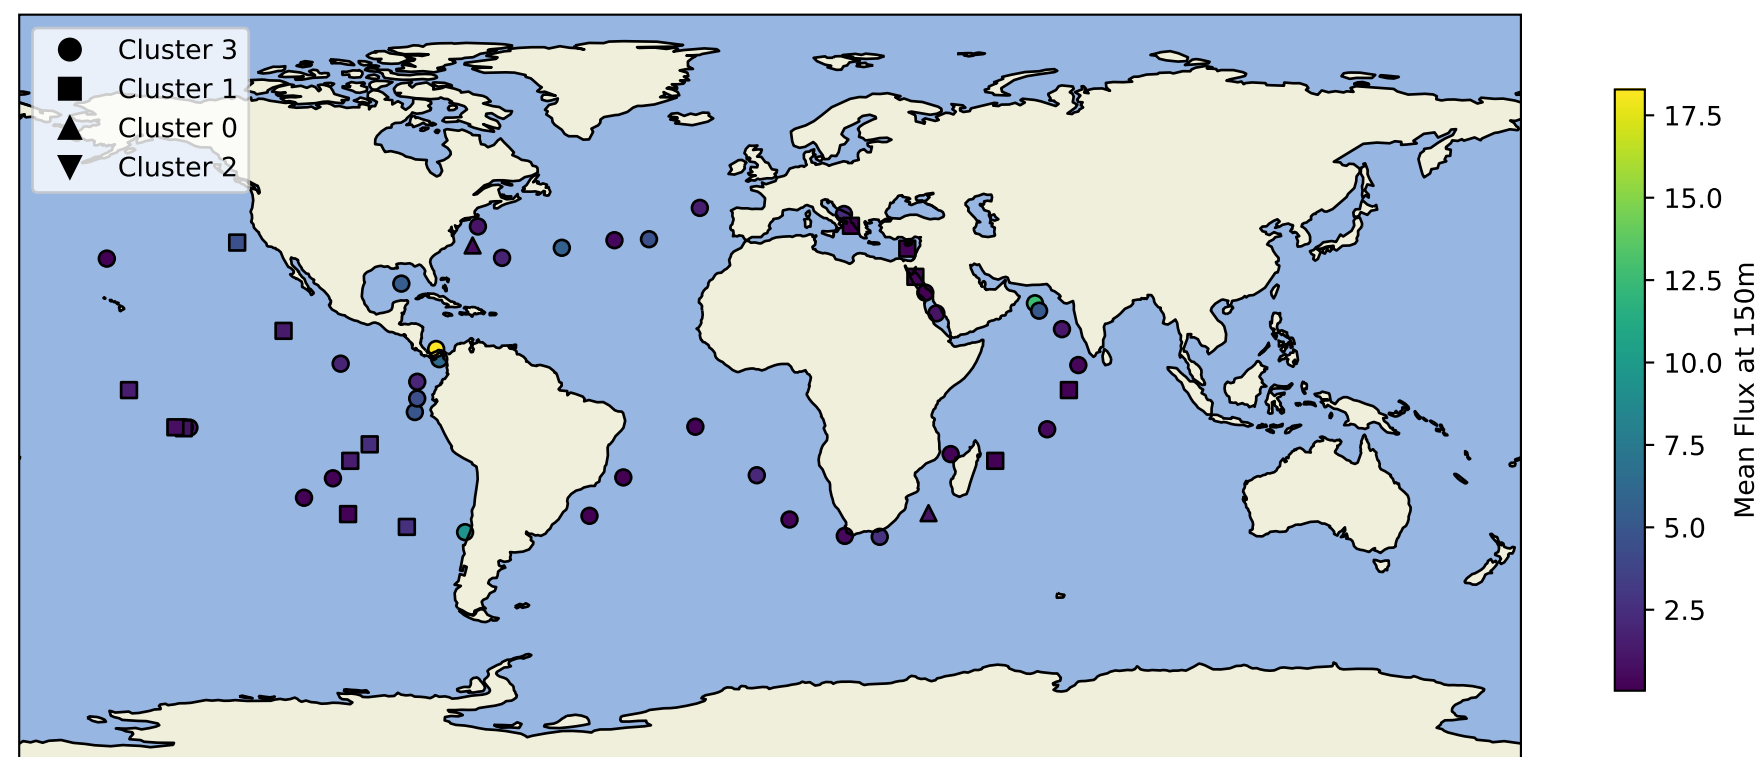 Cluster 3
Cluster 1
Cluster 0
Cluster 2
17.5
15.0
12.5
10.0
7.5
5.0
2.5
Mean Flux at 150m